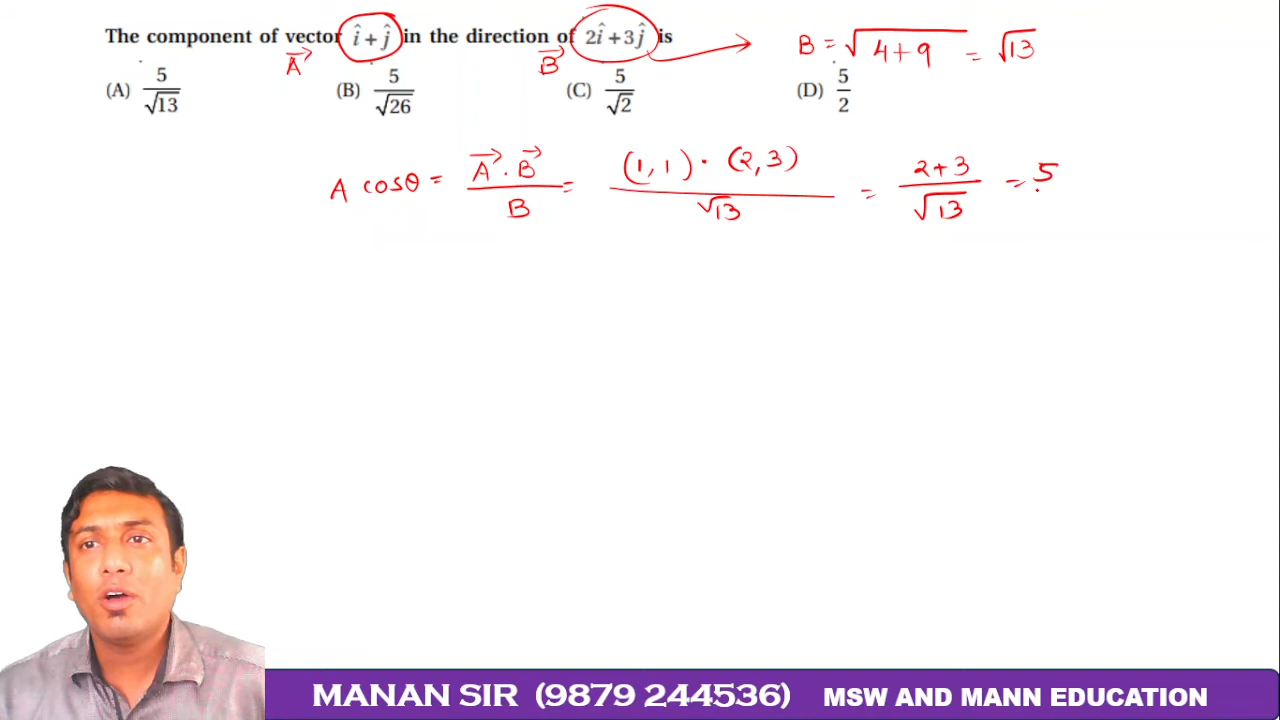 The component of vector î + ĵ in the direction of 2î + 3ĵ is
A⃗ B⃗ B = √(4+9) = √13
(A) 5/√13 (B) 5/√26 (C) 5/√2 (D) 5/2
A cosθ = A⃗ · B⃗ / B = (1, 1) · (2, 3) / √13 = 2+3 / √13 = 5
MANAN SIR (9879 244536) MSW AND MANN EDUCATION